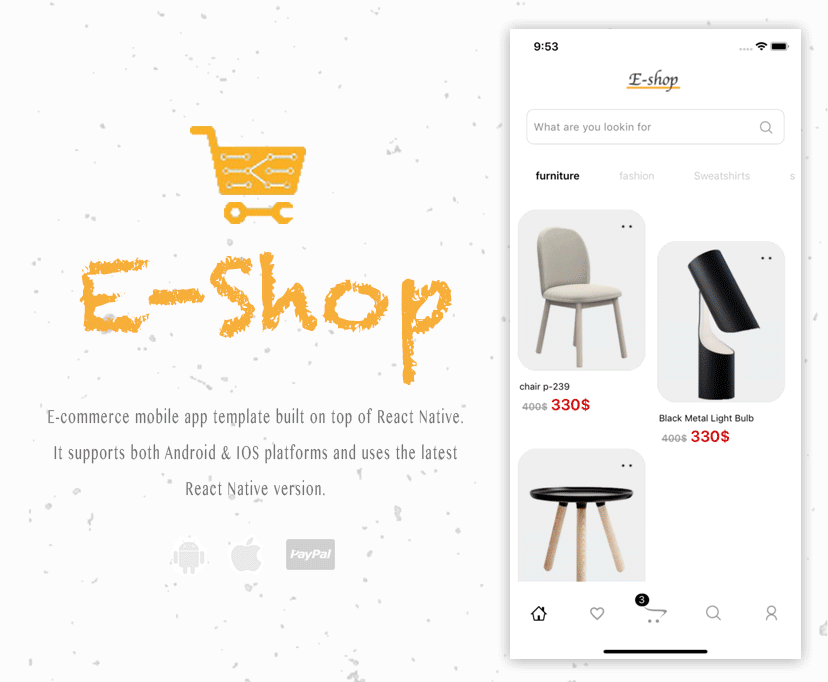 E-Shop
E-commerce mobile app template built on top of React Native.
It supports both Android & IOS platforms and uses the latest
React Native version.
PayPal
9:53
E-shop
What are you lookin for
furniture fashion Sweatshirts s
chair p-239
400$ 330$
Black Metal Light Bulb
400$ 330$
3